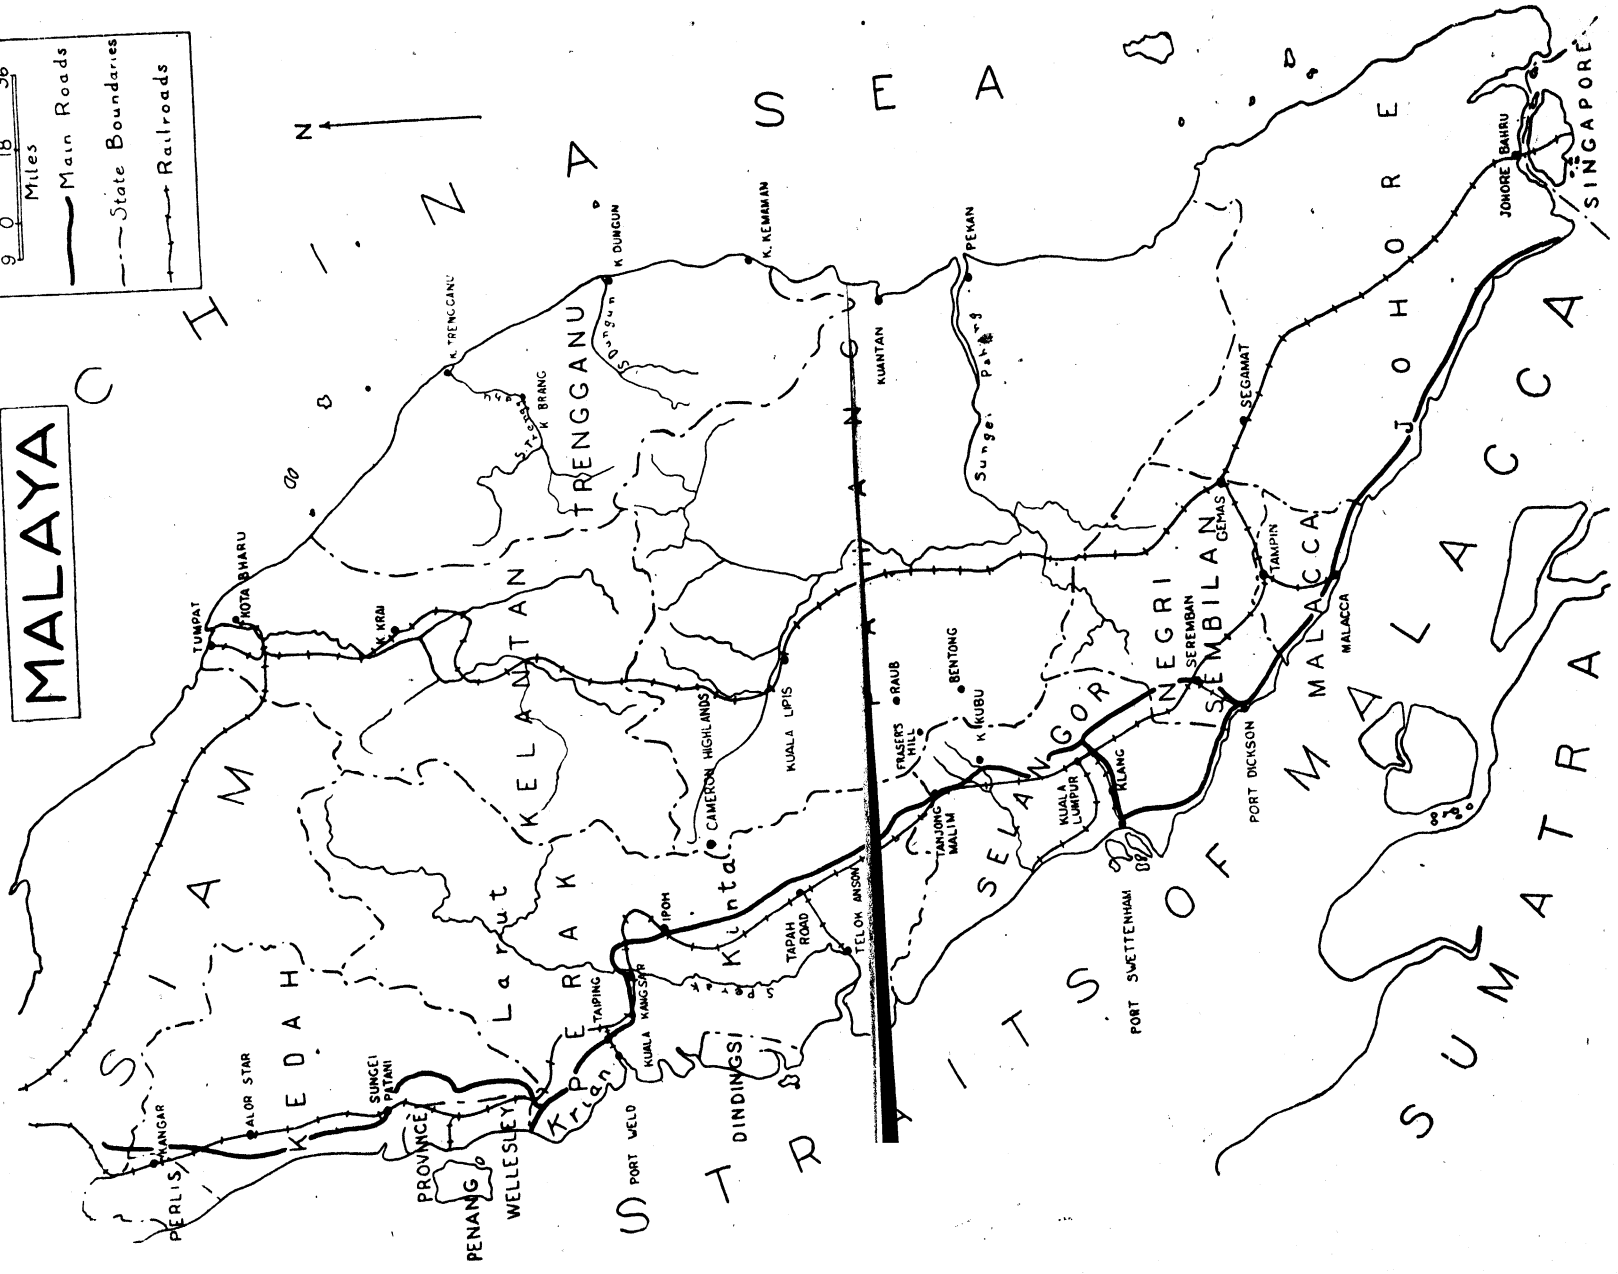 MALAYA
9 0 18 36
Miles
Main Roads
State Boundaries
Railroads
N
CHINA SEA
SIAM
STRAITS OF MALACCA
SUMATRA
SINGAPORE
PERLIS
KANGAR
KEDAH
ALOR STAR
SUNGEI
PATANI
PROVINCE
WELLESLEY
PENANG
Krian
Larut
PERAK
TAIPING
KUALA KANGSAR
PORT WELD
DINDINGS
IPOH
Kinta
TAPAH
ROAD
TELOK ANSON
CAMERON HIGHLANDS
KELANTAN
TUMPAT
KOTA BHARU
K. KRAI
TRENGGANU
K. TRENGGANU
K BRANG
K DUNGUN
S Dungun
K. KEMAMAN
PAHANG
KUALA LIPIS
KUANTAN
PEKAN
Sungei Pahang
RAUB
BENTONG
FRASER'S
HILL
K KUBU
TANJONG
MALIM
SELANGOR
KUALA
LUMPUR
KLANG
PORT SWETTENHAM
NEGRI
SEMBILAN
SEREMBAN
PORT DICKSON
GEMAS
TAMPIN
MALACCA
MALACCA
SEGAMAT
JOHORE
JOHORE BAHRU